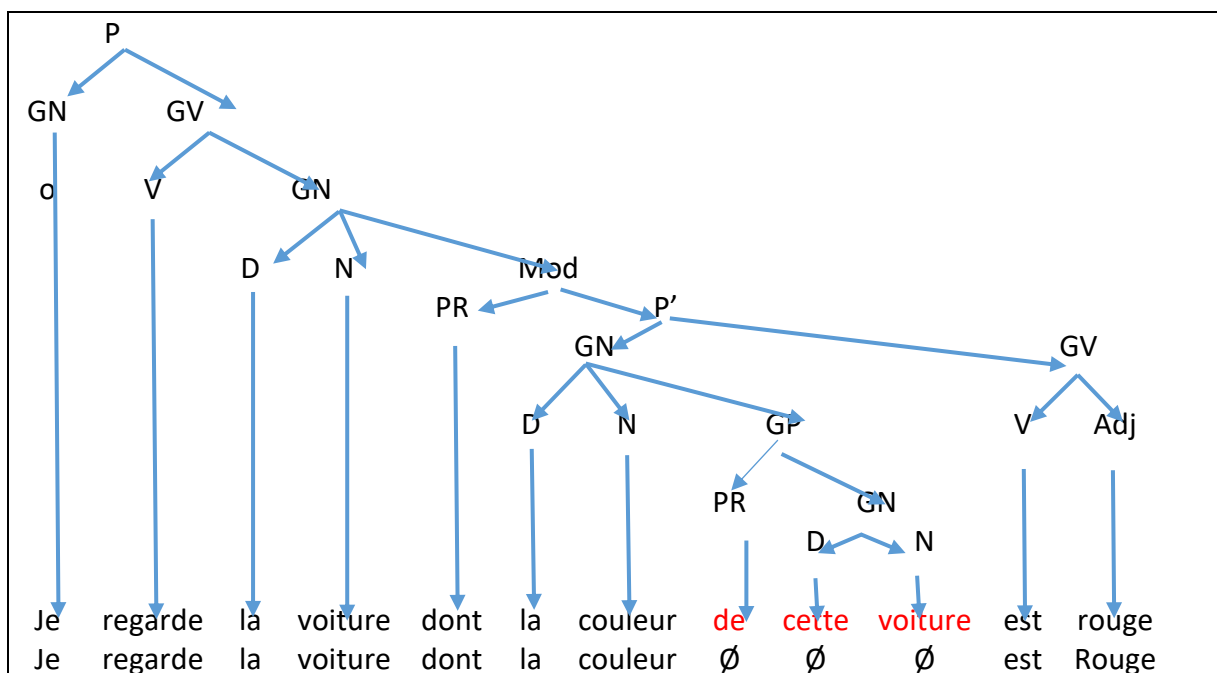 P
GN GV
o V GN
D N Mod
PR P’
GN GV
D N GP V Adj
PR GN
D N
Je regarde la voiture dont la couleur de cette voiture est rouge
Je regarde la voiture dont la couleur Ø Ø Ø est Rouge